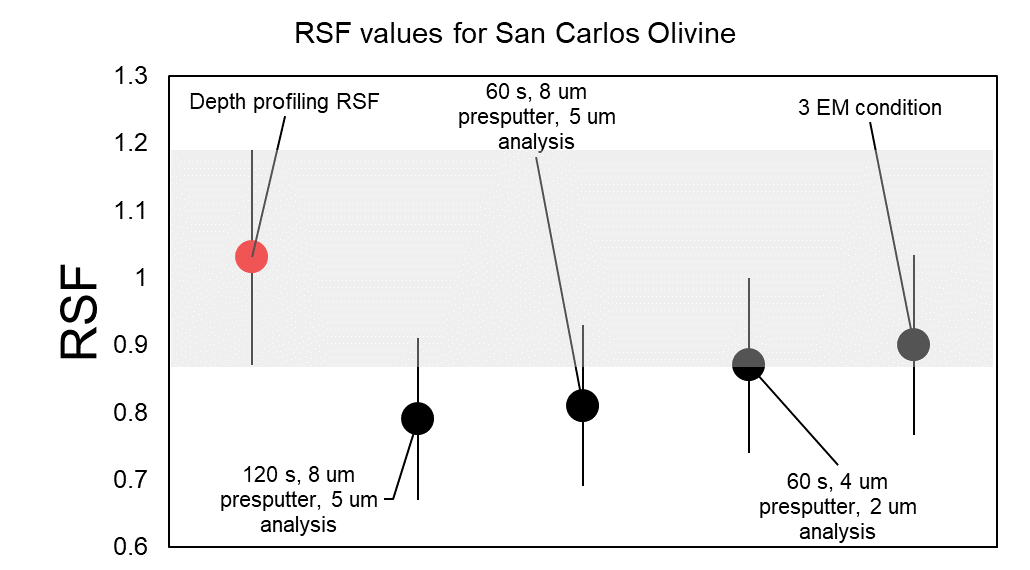 RSF values for San Carlos Olivine
RSF
1.3
1.2
1.1
1
0.9
0.8
0.7
0.6
Depth profiling RSF
60 s, 8 um
presputter, 5 um
analysis
3 EM condition
120 s, 8 um
presputter, 5 um
analysis
60 s, 4 um
presputter, 2 um
analysis